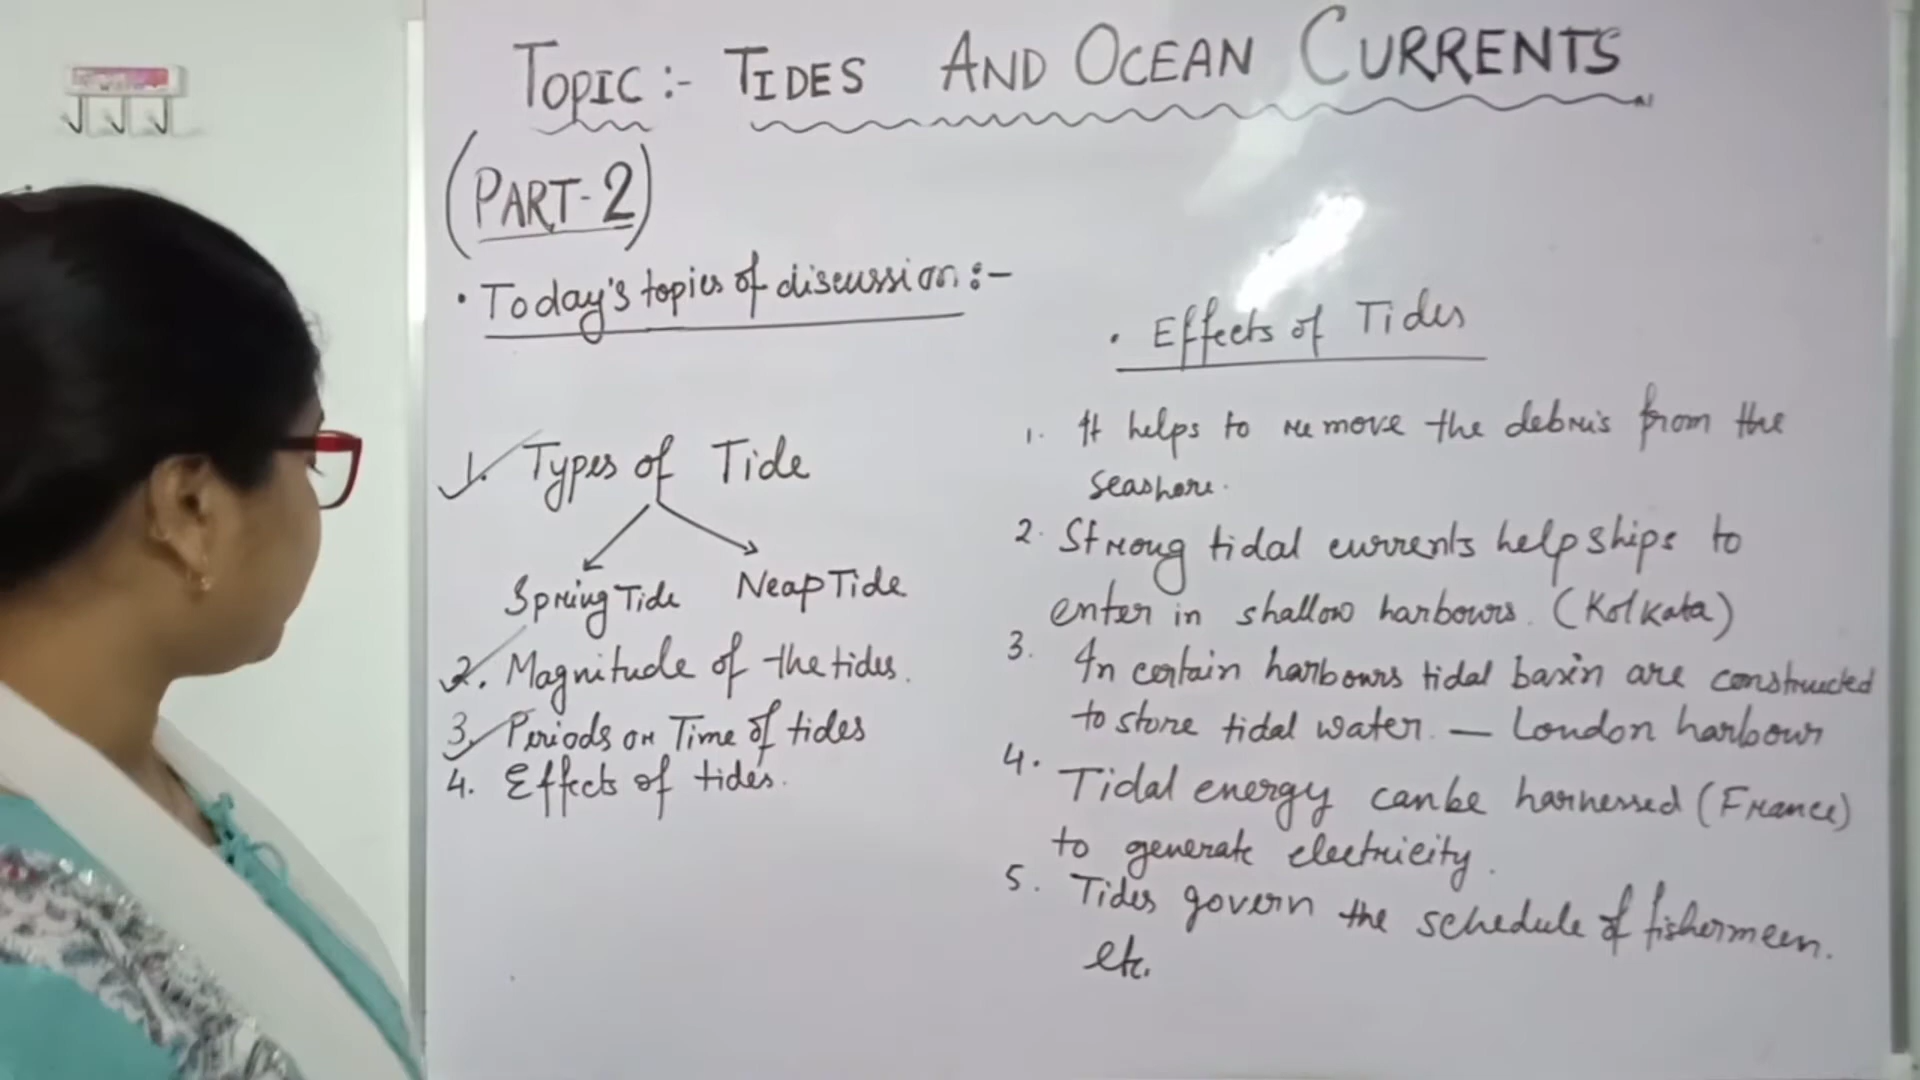 TOPIC :- TIDES AND OCEAN CURRENTS
(PART-2)
• Today's topics of discussion :-
1. Types of Tide
Spring Tide Neap Tide
2. Magnitude of the tides.
3. Periods or Time of tides
4. Effects of tides.
• Effects of Tides
1. It helps to remove the debris from the
seashore.
2. Strong tidal currents help ships to
enter in shallow harbours. (Kolkata)
3. In certain harbours tidal basin are constructed
to store tidal water. — London harbour
4. Tidal energy can be harnessed (France)
to generate electricity.
5. Tides govern the schedule of fishermeen.
etc.